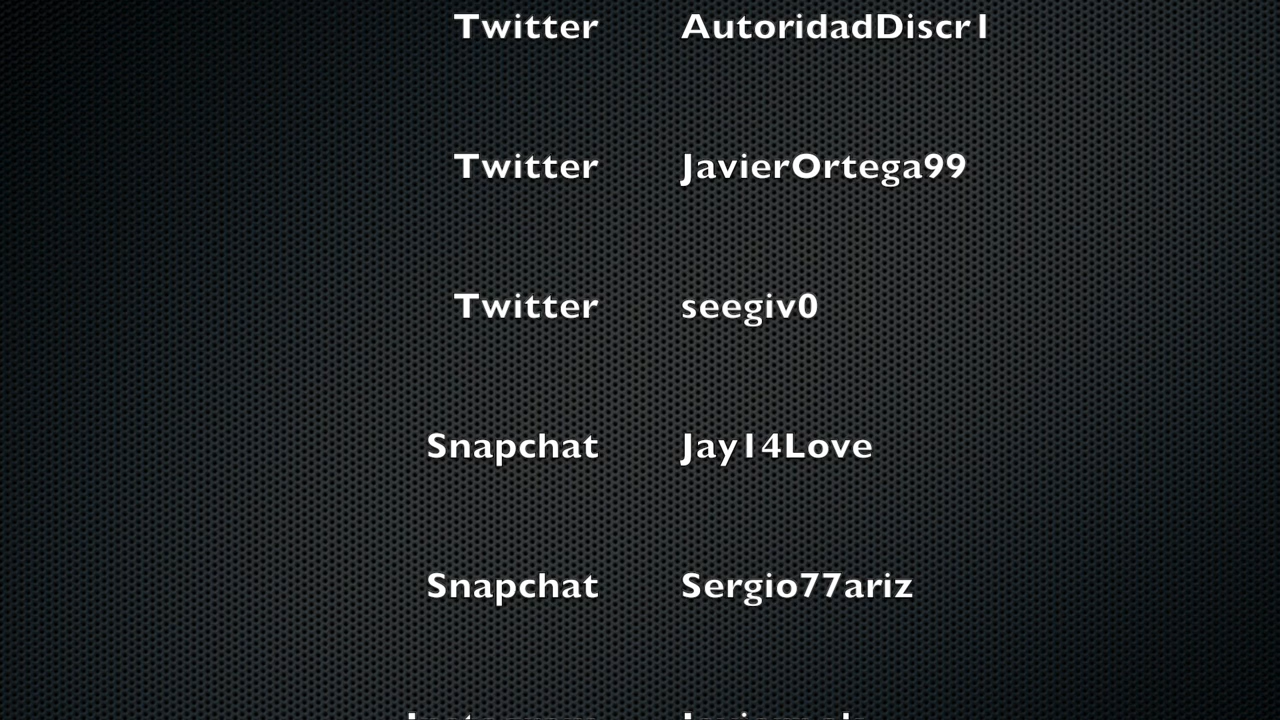 Twitter AutoridadDiscr1
Twitter JavierOrtega99
Twitter seegiv0
Snapchat Jay14Love
Snapchat Sergio77ariz